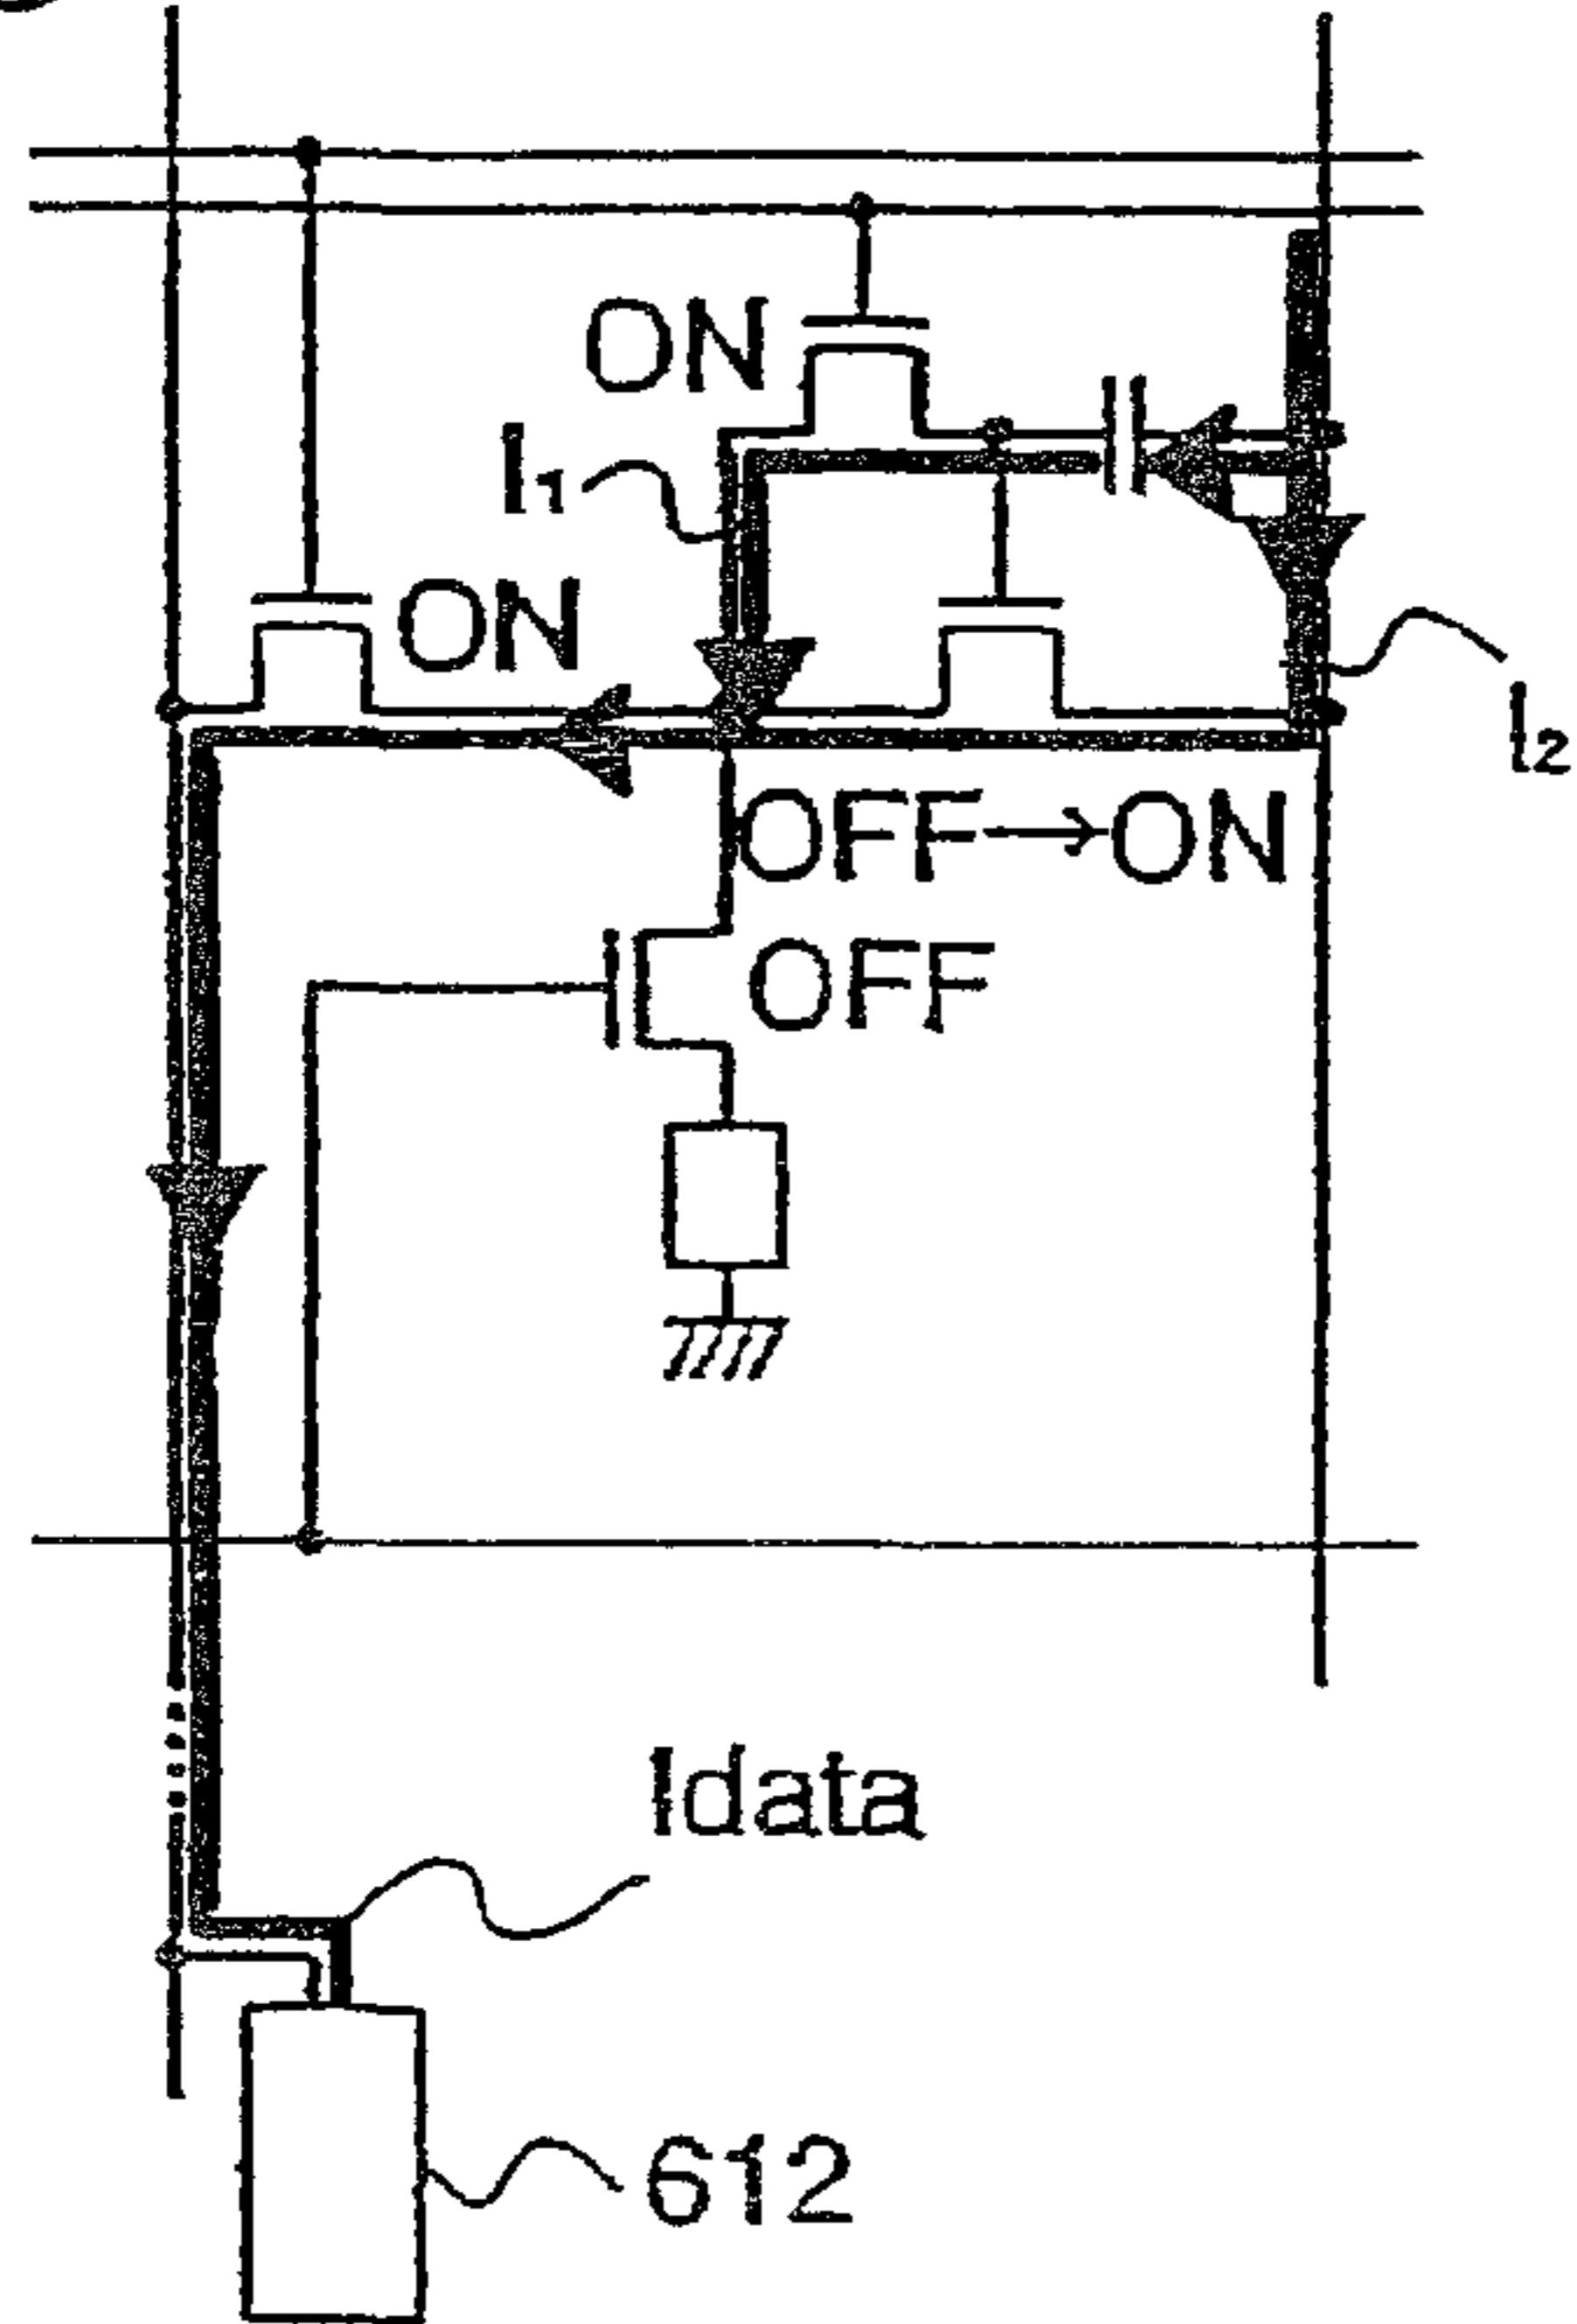 ON
I₁
ON
I₂
OFF→ON
OFF
Idata
612